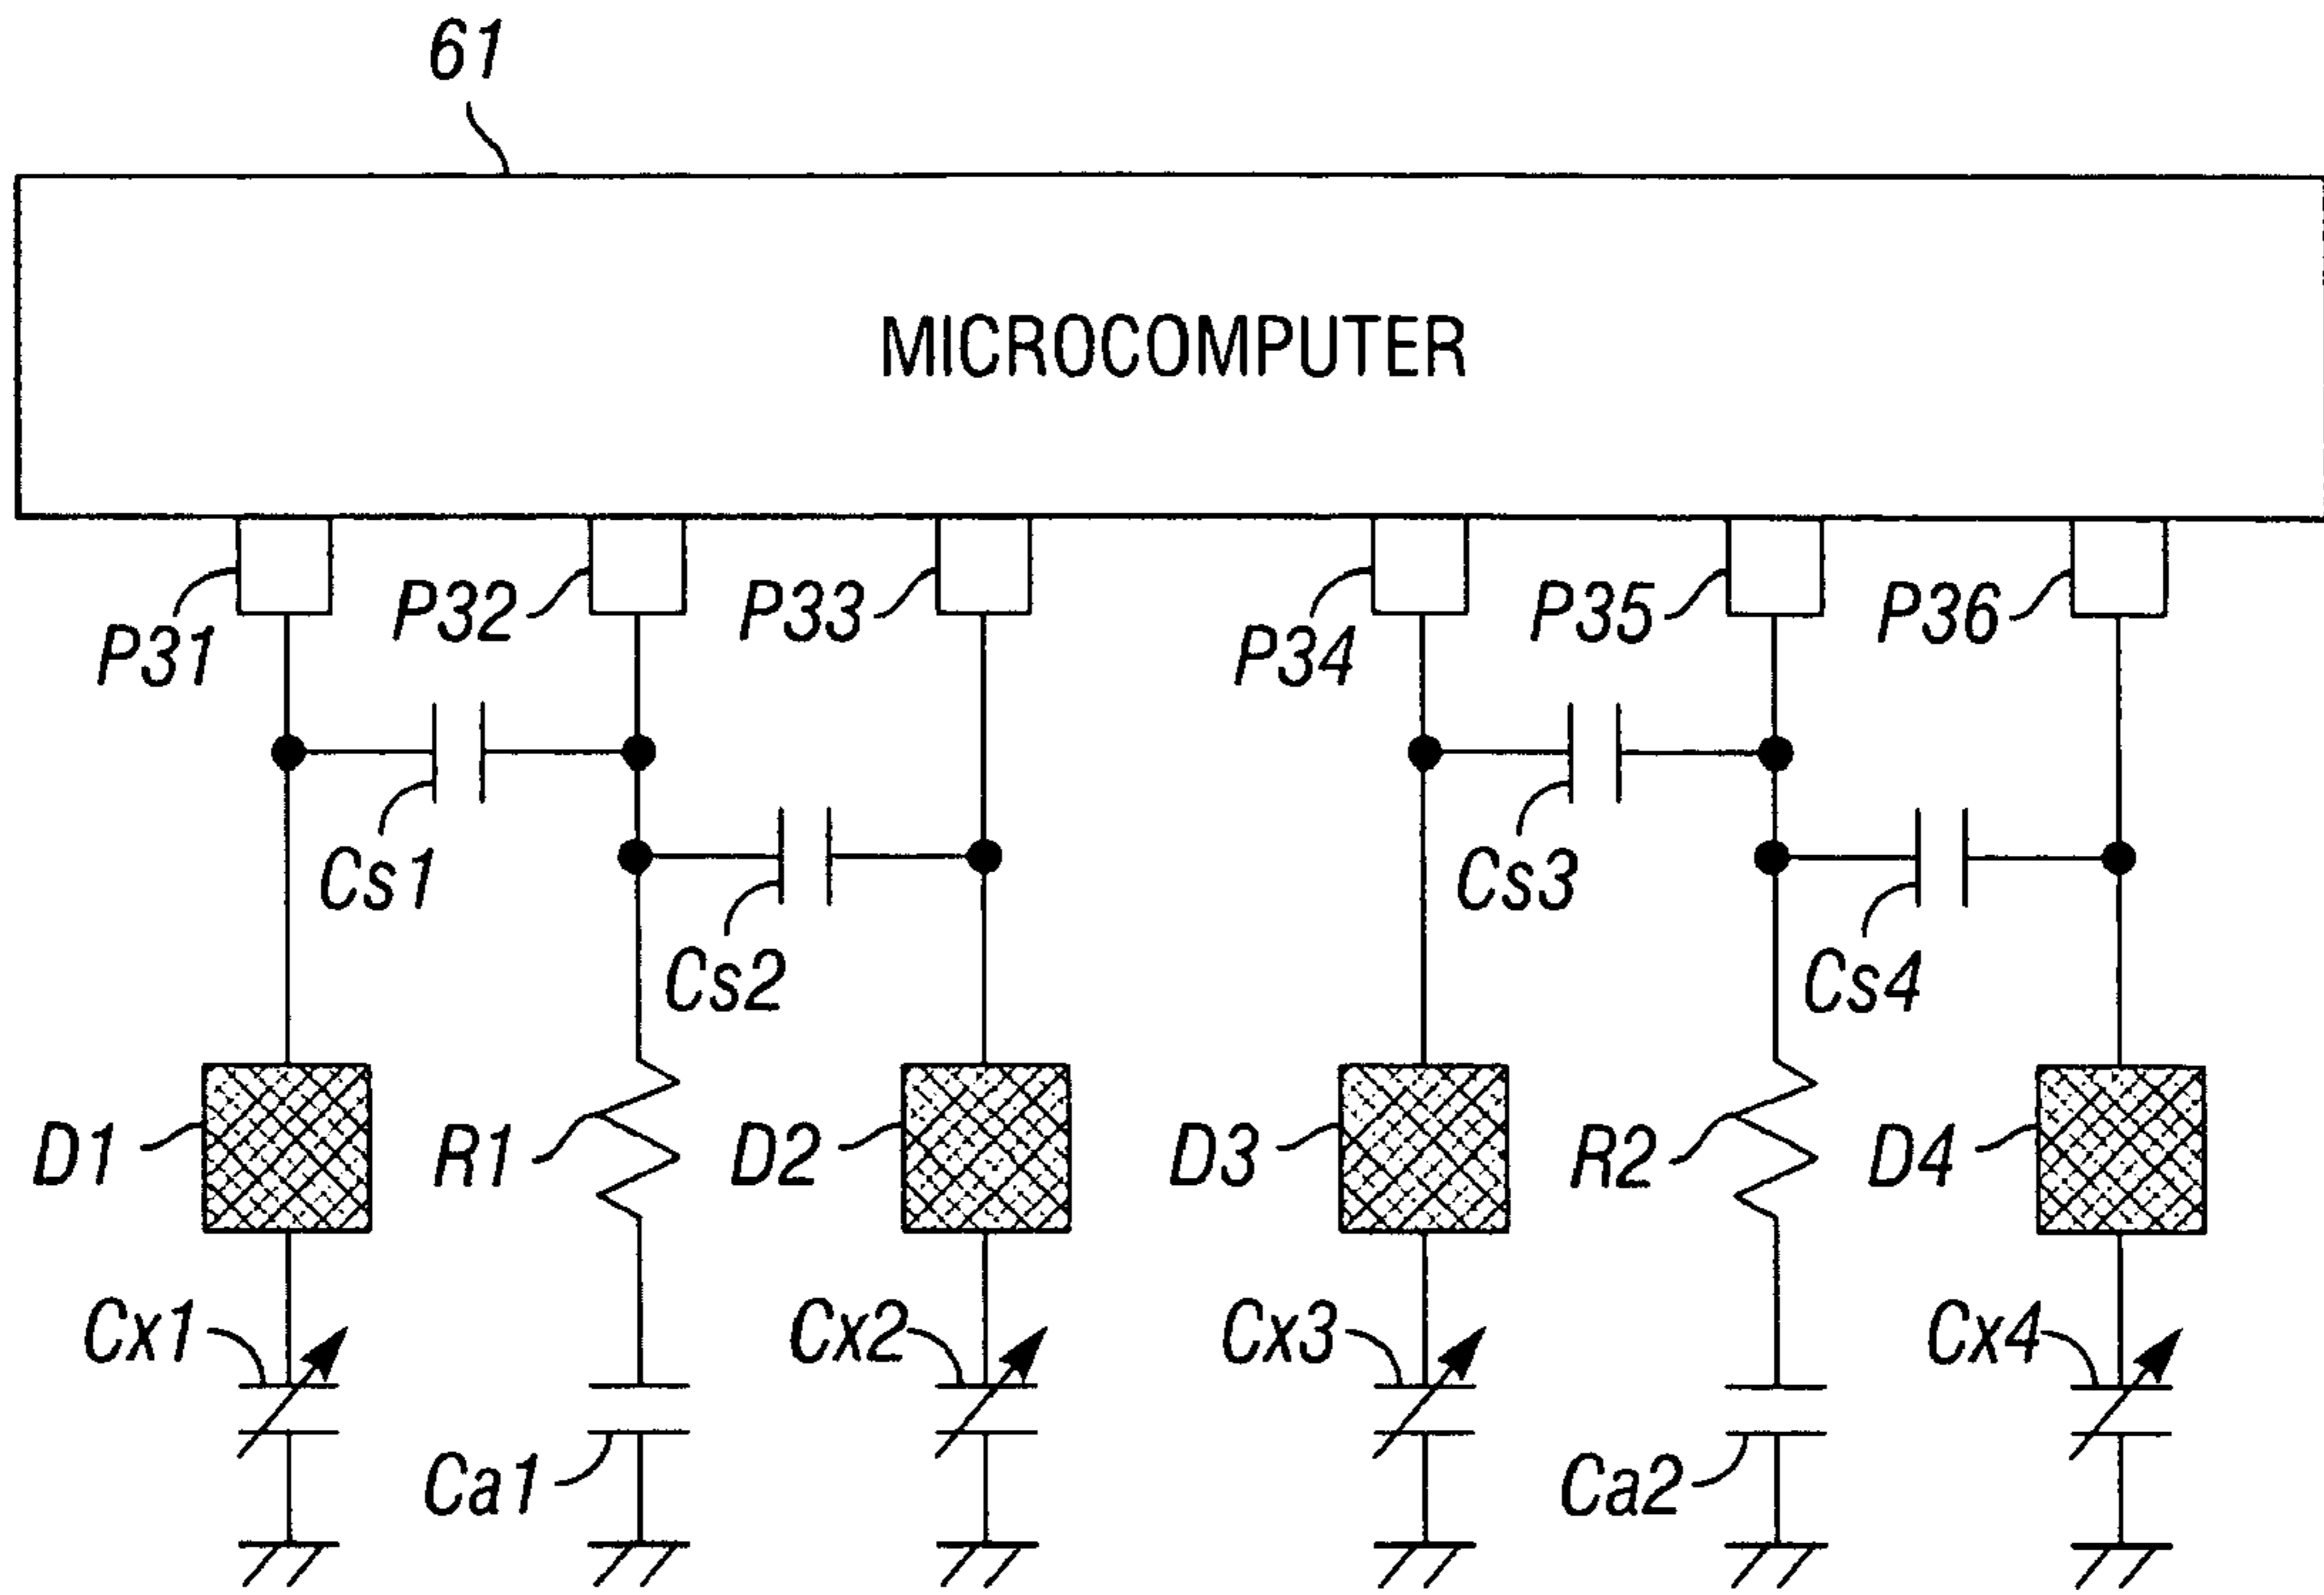 61
MICROCOMPUTER
P31
P32
P33
P34
P35
P36
Cs1
Cs2
Cs3
Cs4
D1
R1
D2
D3
R2
D4
Cx1
Ca1
Cx2
Cx3
Ca2
Cx4